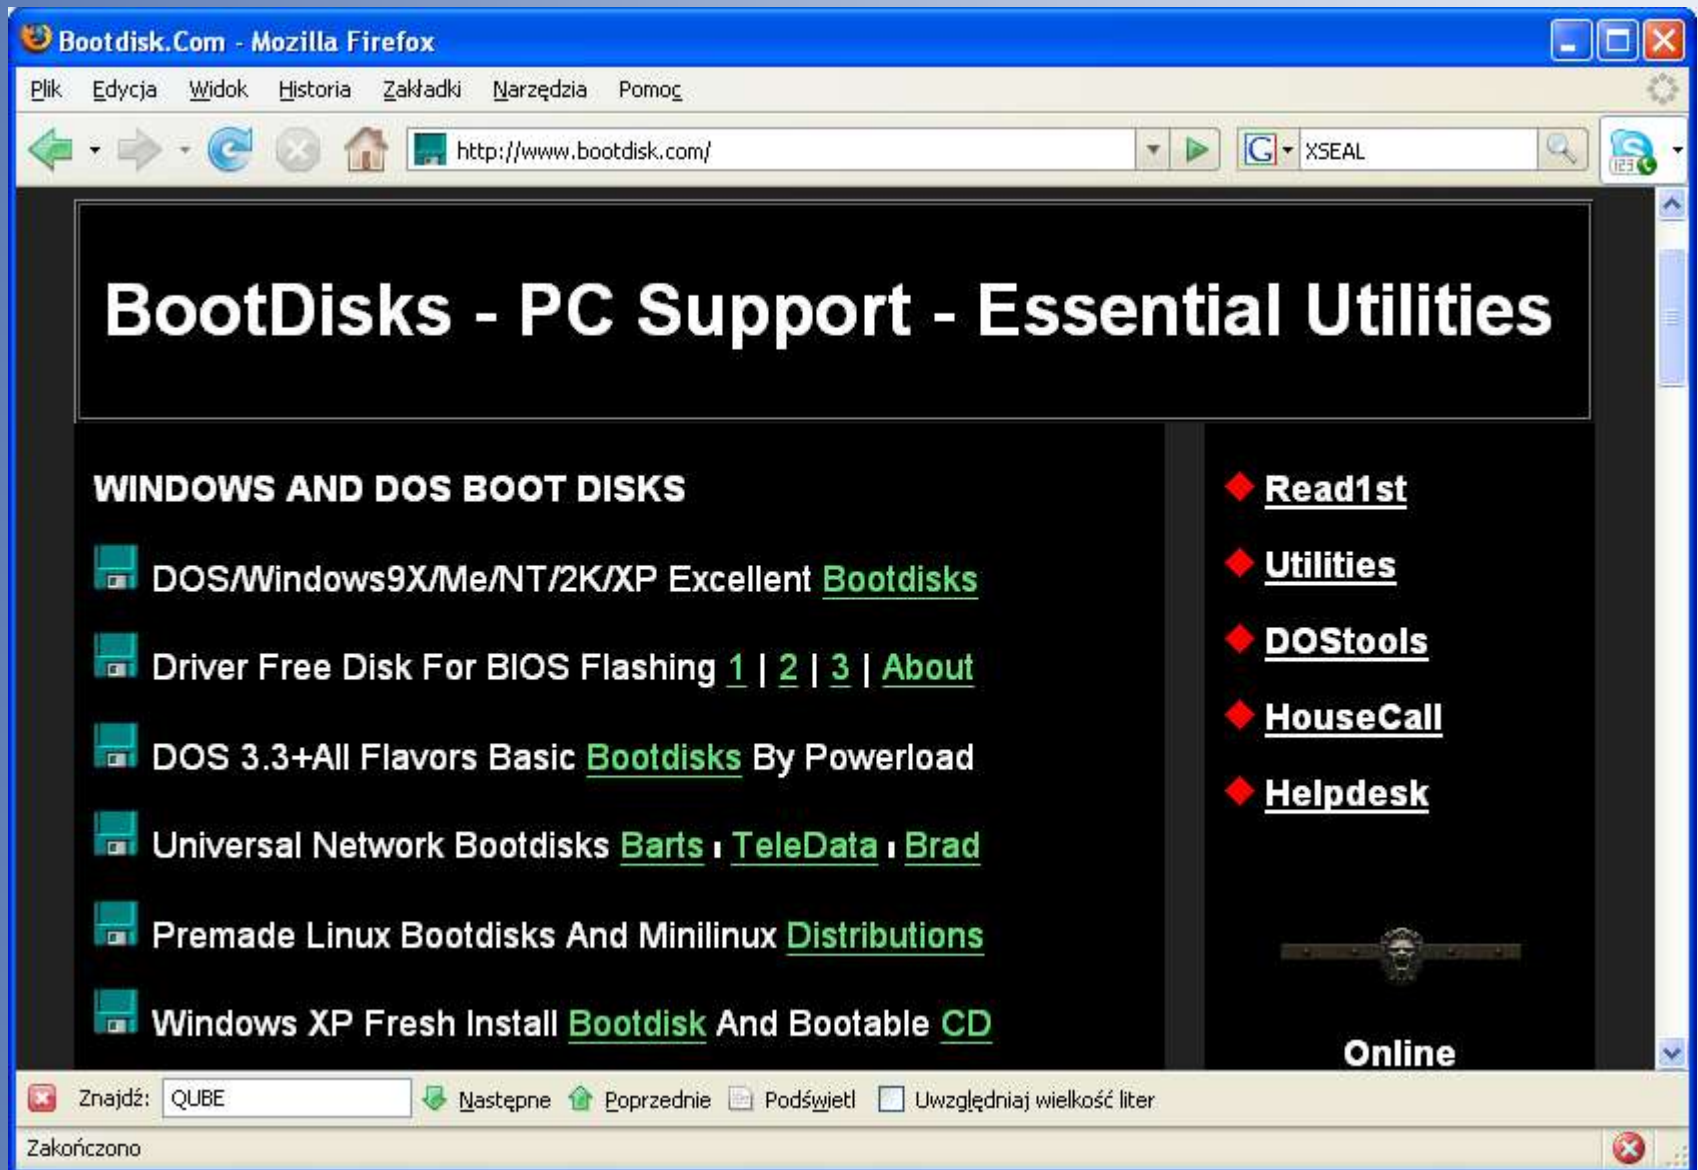 Bootdisk.Com - Mozilla Firefox
Plik Edycja Widok Historia Zakładki Narzędzia Pomoc
http://www.bootdisk.com/ G XSEAL 123
BootDisks - PC Support - Essential Utilities
WINDOWS AND DOS BOOT DISKS
DOS/Windows9X/Me/NT/2K/XP Excellent Bootdisks
Driver Free Disk For BIOS Flashing 1 | 2 | 3 | About
DOS 3.3+All Flavors Basic Bootdisks By Powerload
Universal Network Bootdisks Barts ı TeleData ı Brad
Premade Linux Bootdisks And Minilinux Distributions
Windows XP Fresh Install Bootdisk And Bootable CD
Read1st
Utilities
DOStools
HouseCall
Helpdesk
Online
Znajdź: QUBE Następne Poprzednie Podświetl Uwzględniaj wielkość liter
Zakończono